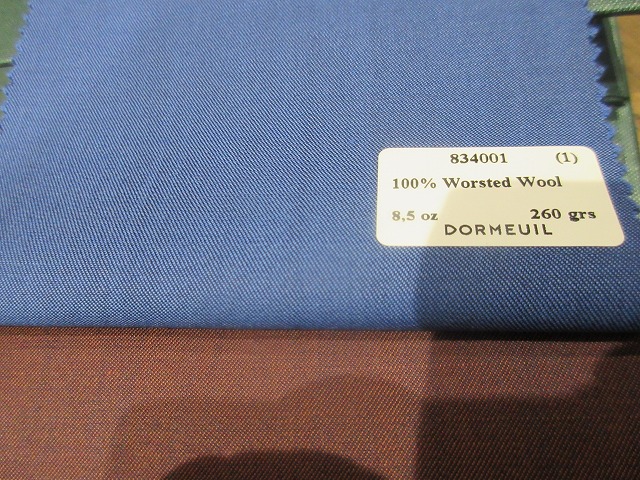 834001 (1)
100% Worsted Wool
8,5 oz 260 grs
DORMEUIL